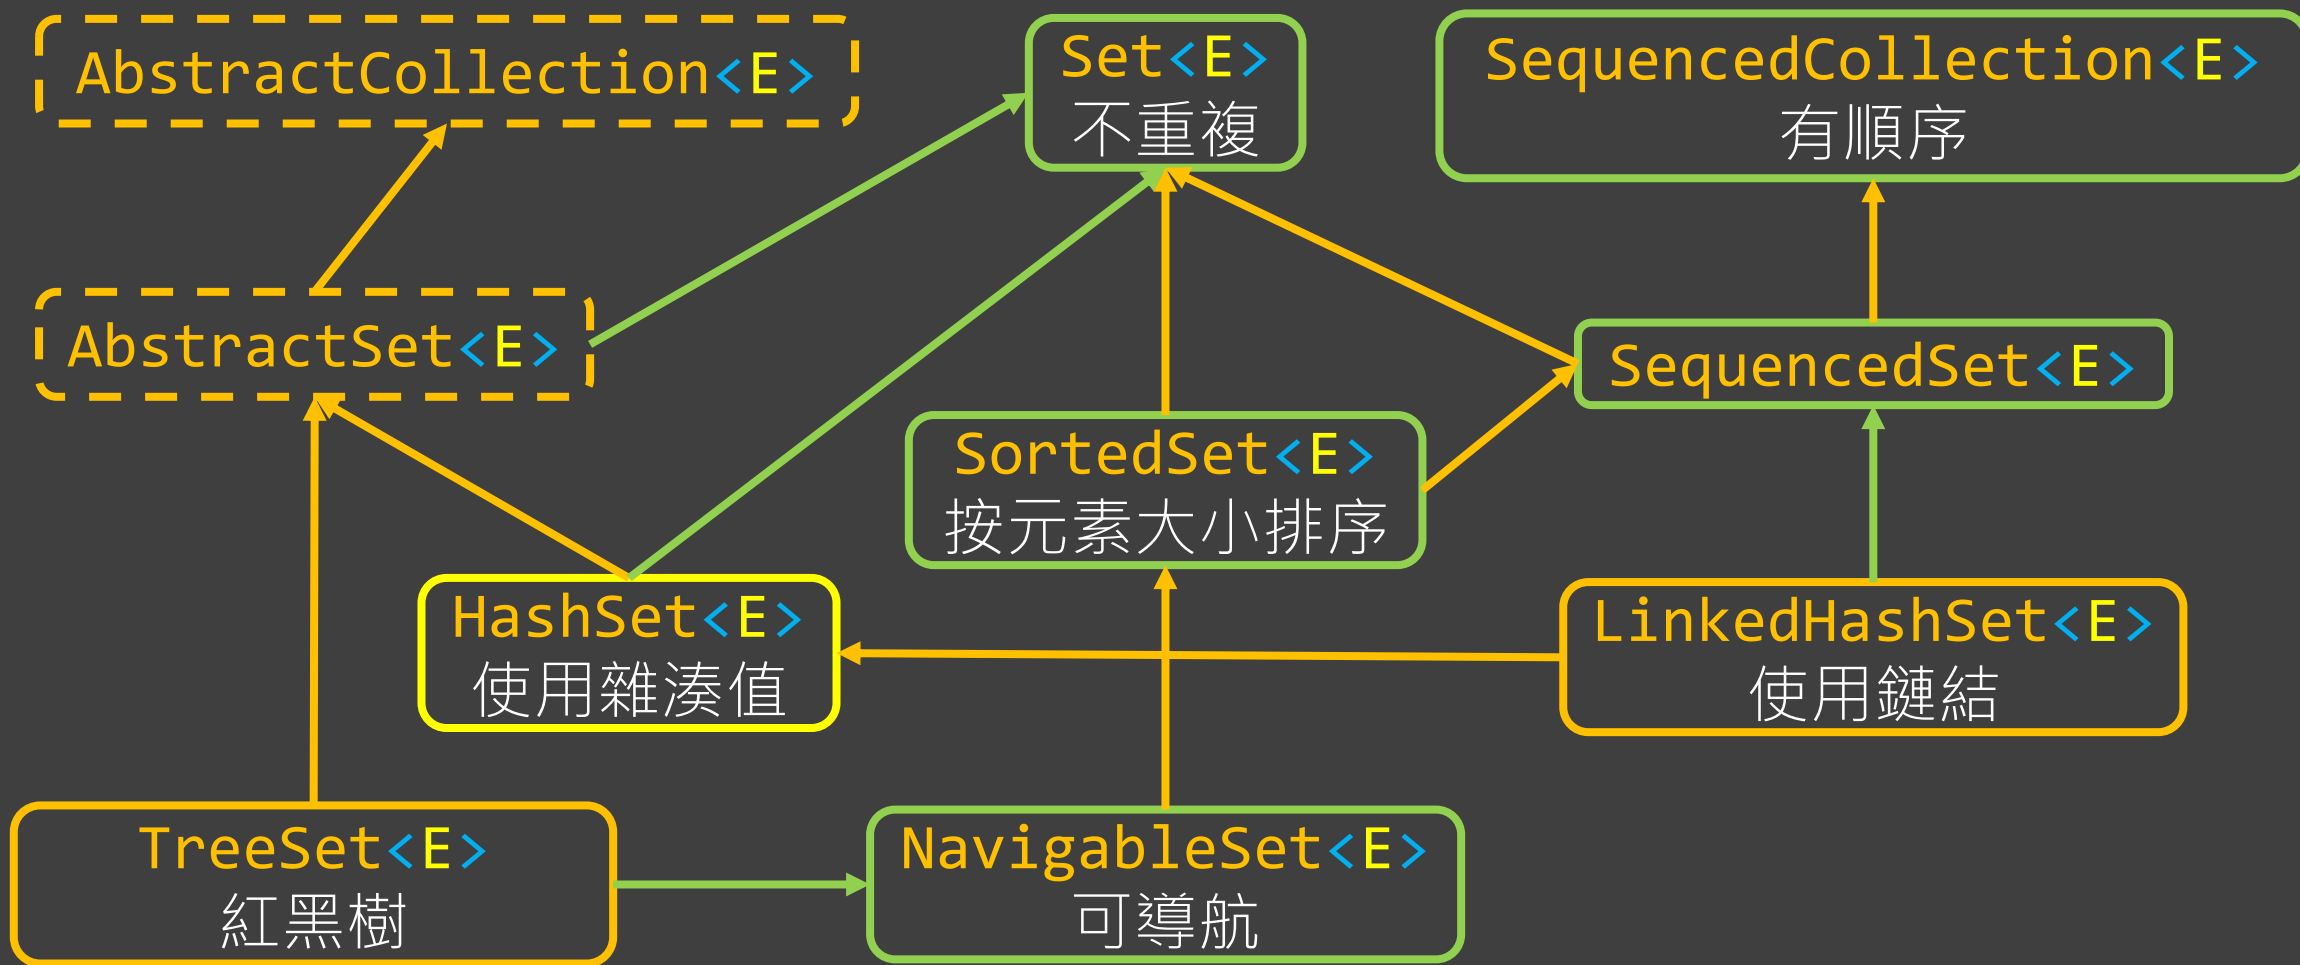 AbstractCollection<E>
Set<E>
不重複
SequencedCollection<E>
有順序
AbstractSet<E>
SequencedSet<E>
SortedSet<E>
按元素大小排序
HashSet<E>
使用雜湊值
LinkedHashSet<E>
使用鏈結
TreeSet<E>
紅黑樹
NavigableSet<E>
可導航